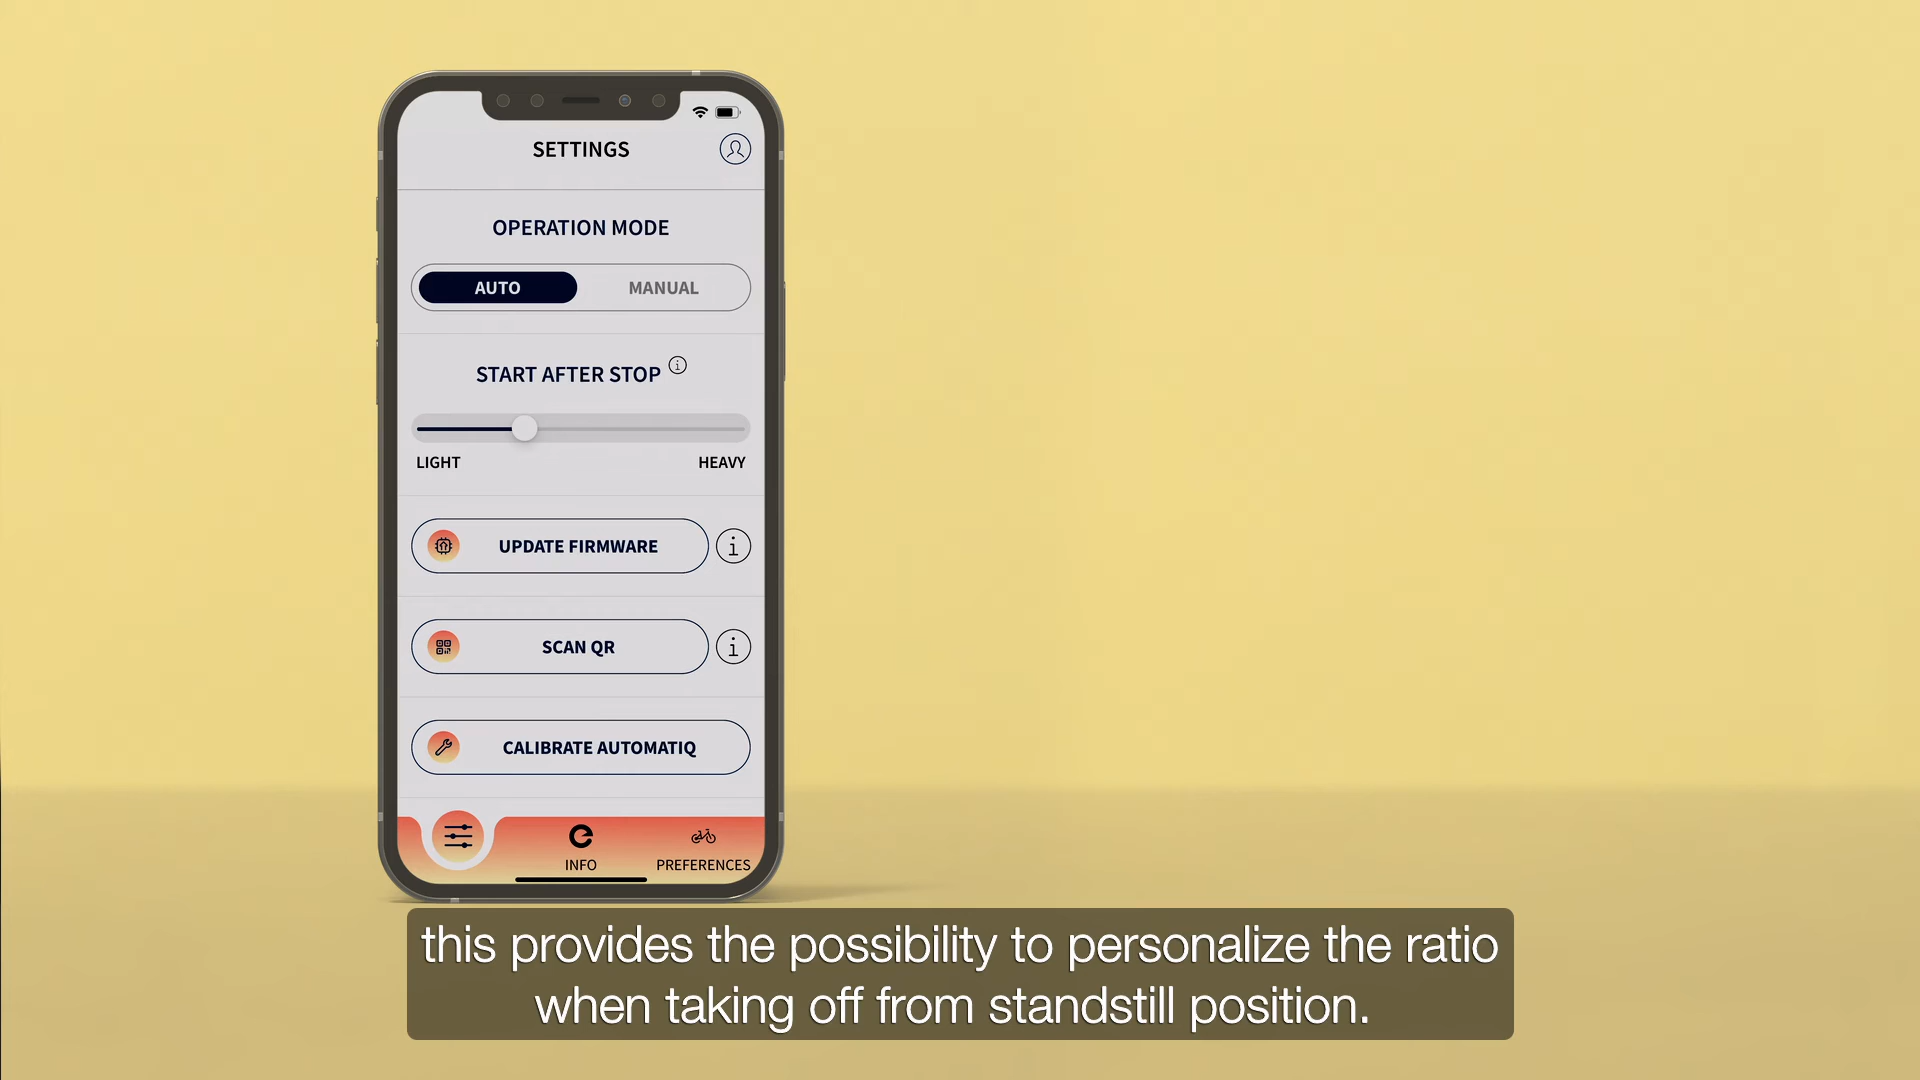 SETTINGS
OPERATION MODE
AUTO MANUAL
START AFTER STOP
LIGHT HEAVY
UPDATE FIRMWARE
SCAN QR
CALIBRATE AUTOMATIQ
INFO PREFERENCES
this provides the possibility to personalize the ratio
when taking off from standstill position.